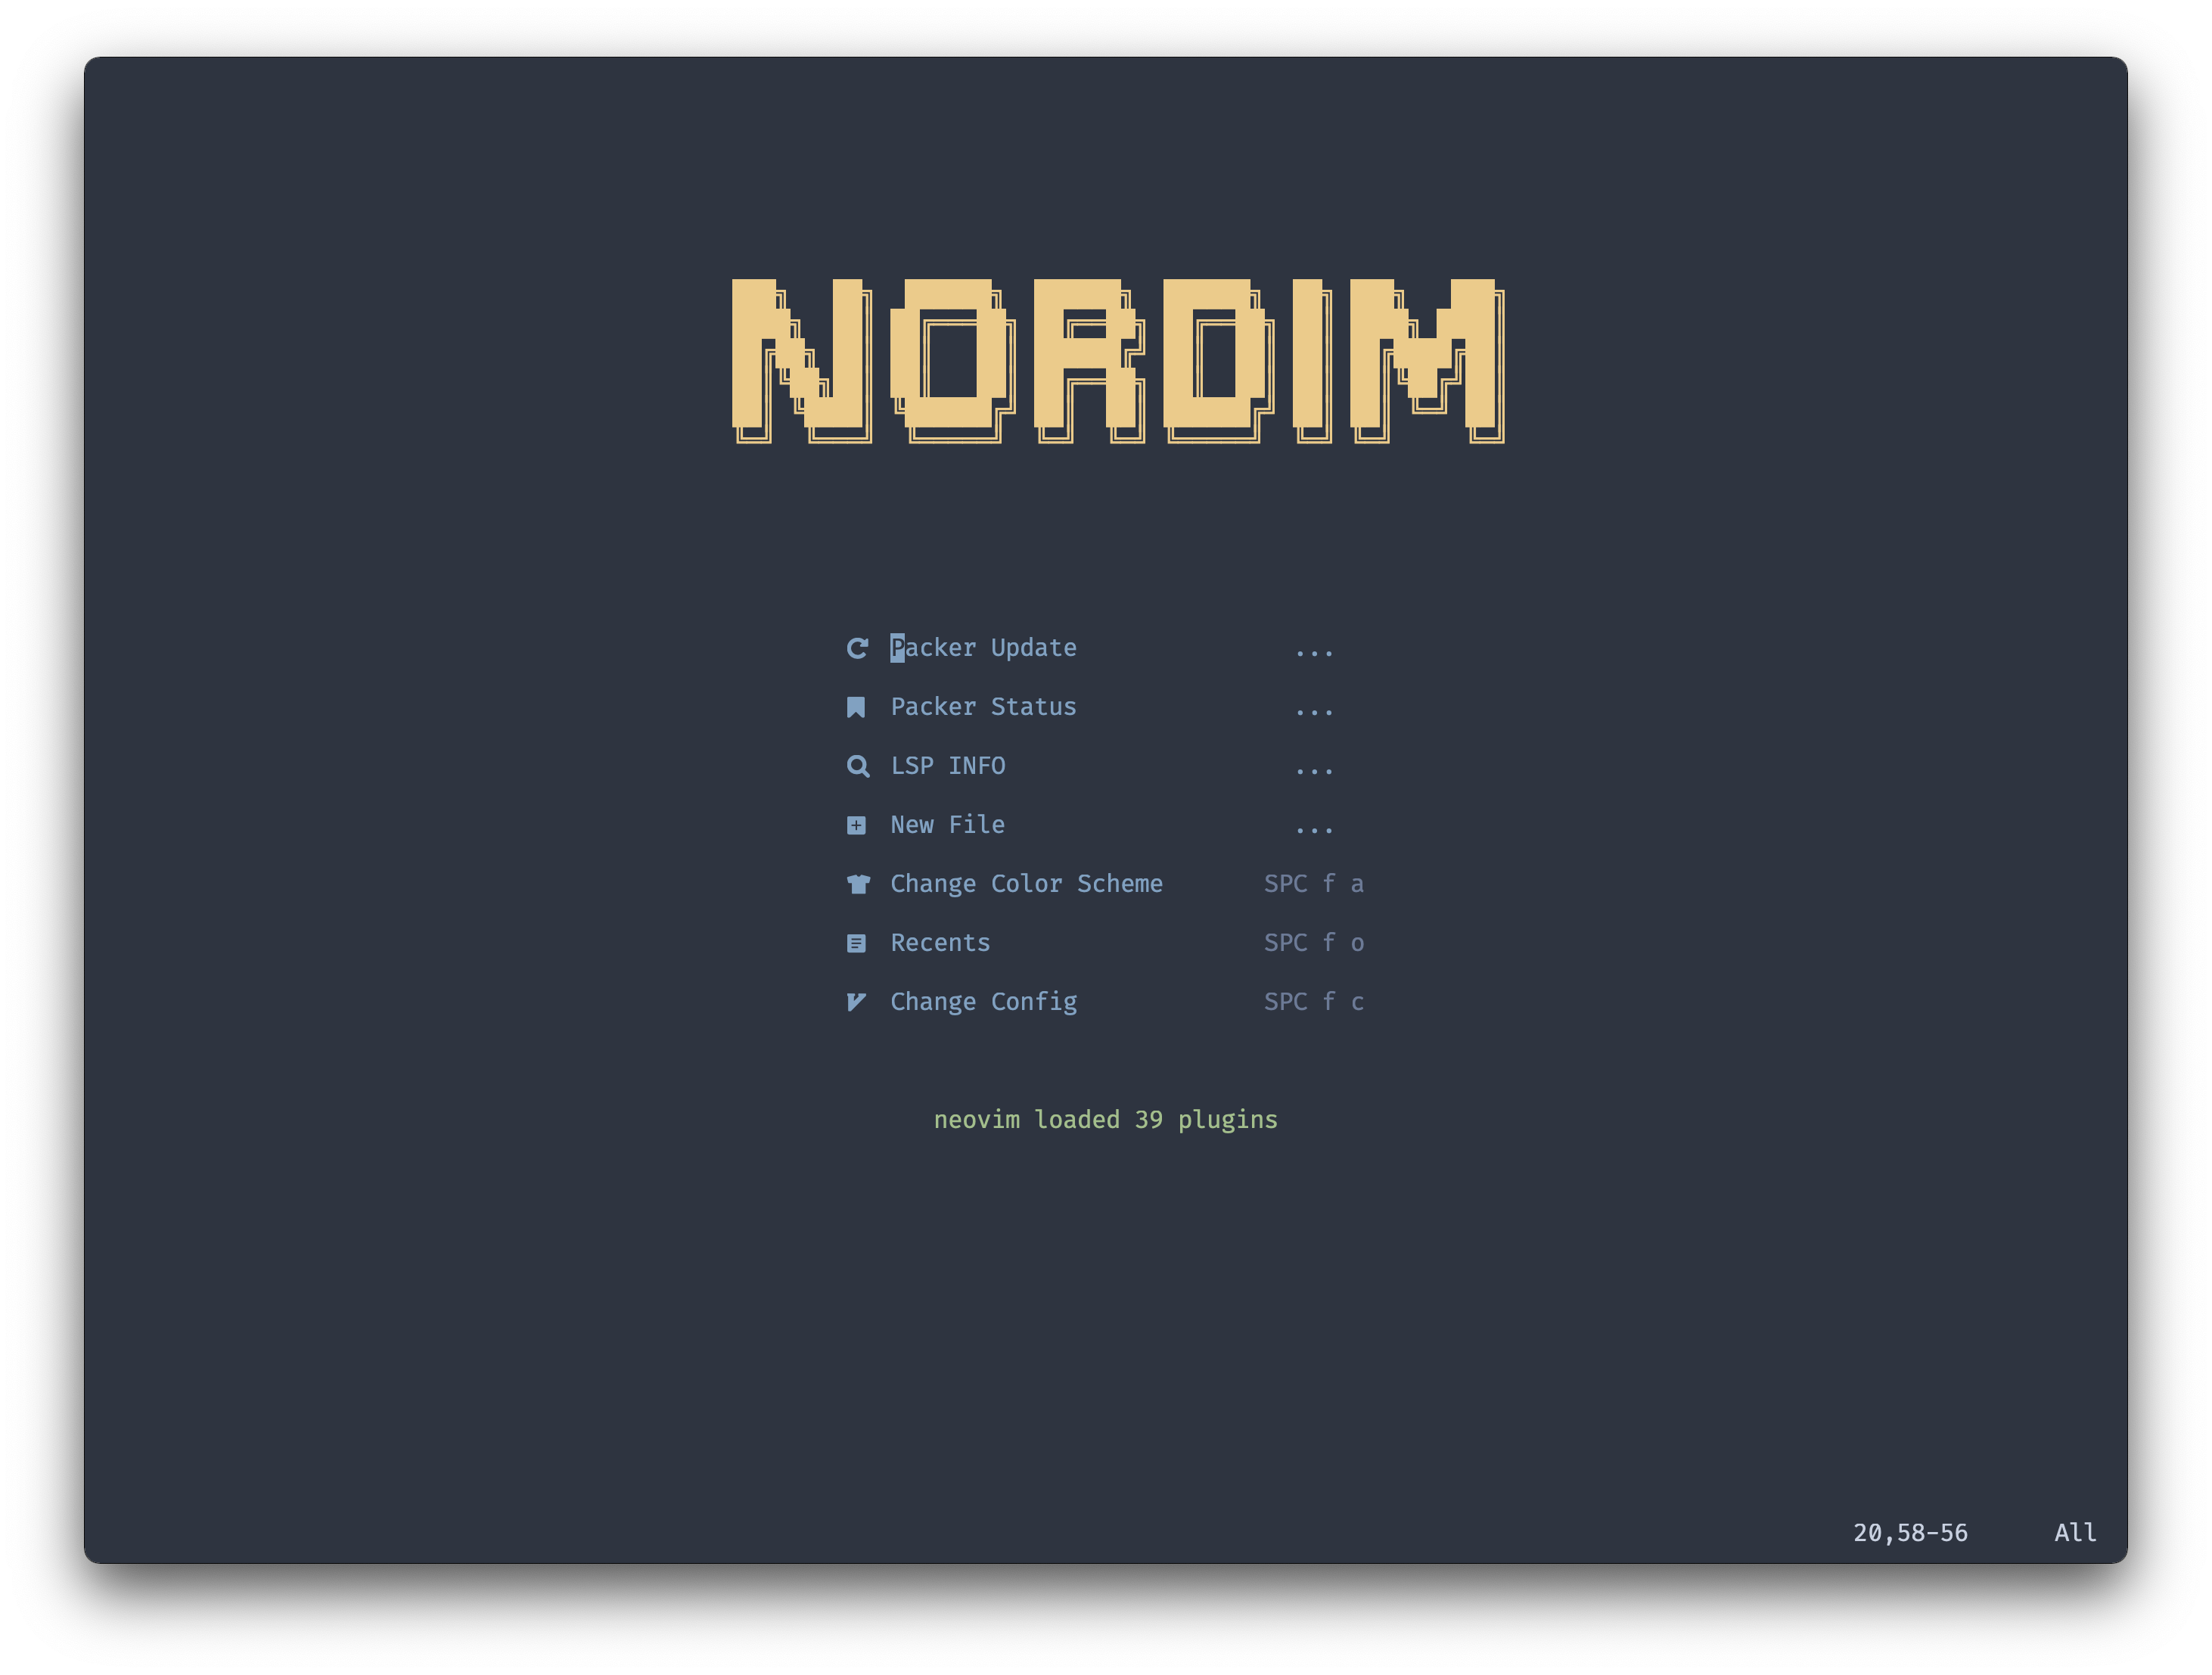 NORDIM
Packer Update ...
Packer Status ...
LSP INFO ...
New File ...
Change Color Scheme SPC f a
Recents SPC f o
Change Config SPC f c
neovim loaded 39 plugins
20,58-56 All